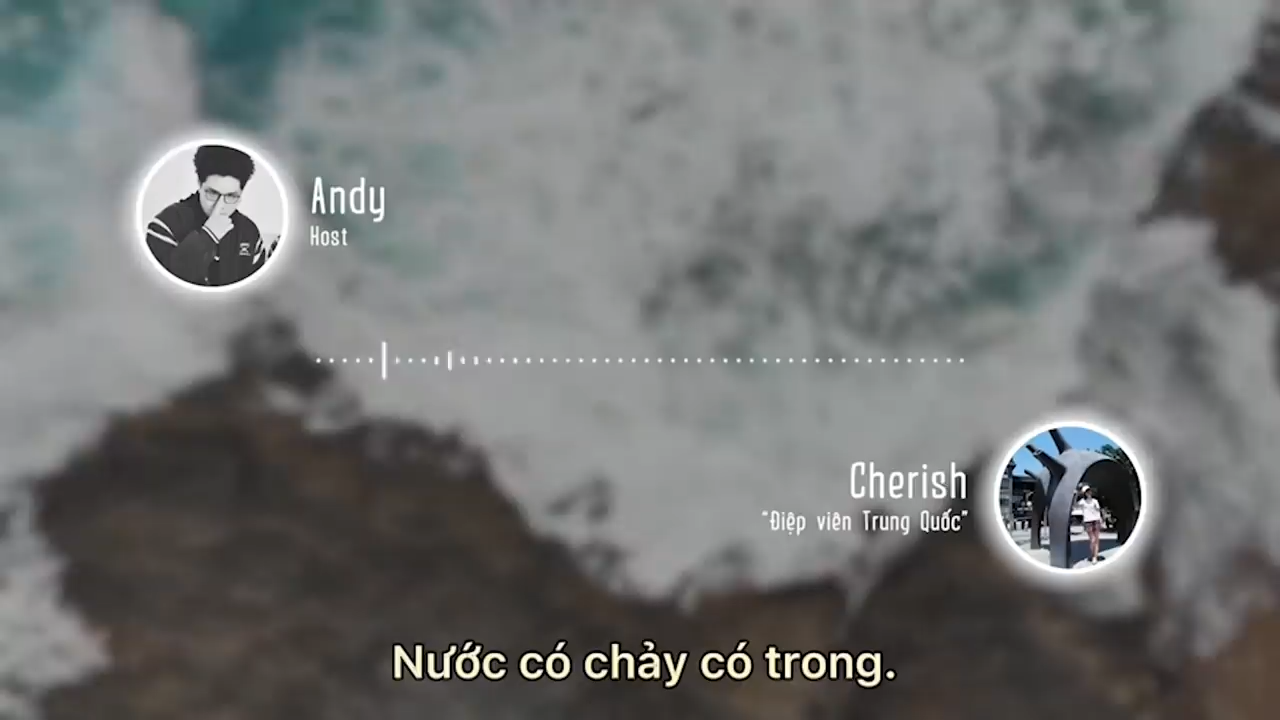 Andy
Host
Cherish
“Điệp viên Trung Quốc”
Nước có chảy có trong.